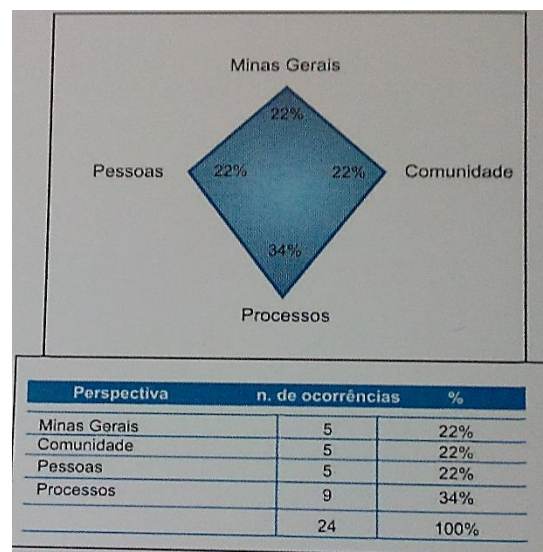 Minas Gerais
22%
Pessoas 22% 22% Comunidade
34%
Processos
Perspectiva n. de ocorrências %
Minas Gerais 5 22%
Comunidade 5 22%
Pessoas 5 22%
Processos 9 34%
24 100%